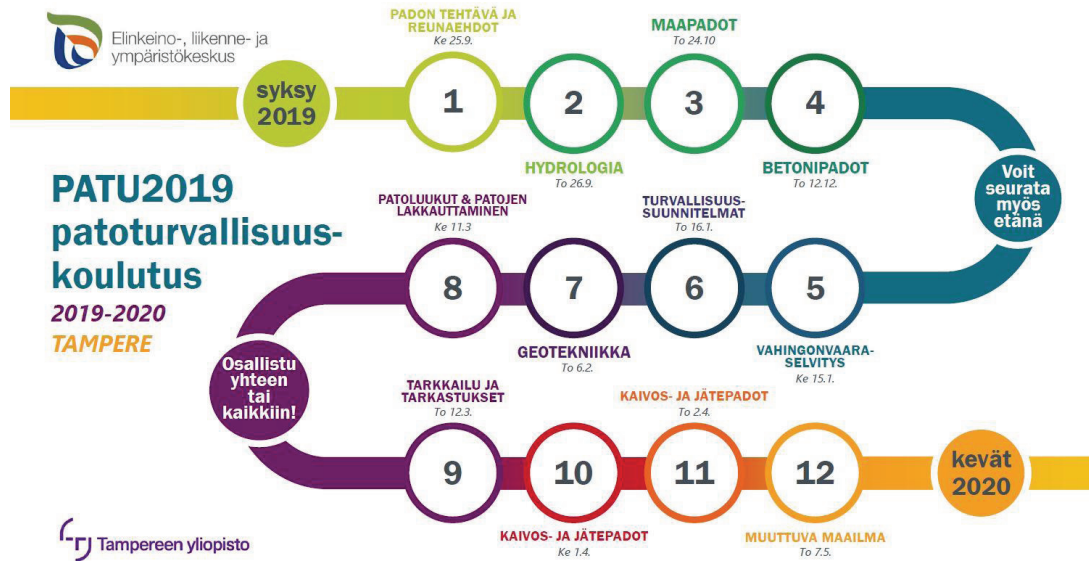 Elinkeino-, liikenne- ja
ympäristökeskus
syksy
2019
PADON TEHTÄVÄ JA
REUNAEHDOT
Ke 25.9.
1
2
HYDROLOGIA
To 26.9.
MAAPADOT
To 24.10
3
4
BETONIPADOT
To 12.12.
Voit
seurata
myös
etänä
PATU2019
patoturvallisuus-
koulutus
2019-2020
TAMPERE
5
VAHINGONVAARA-
SELVITYS
Ke 15.1.
TURVALLISUUS-
SUUNNITELMAT
To 16.1.
6
7
GEOTEKNIIKKA
To 6.2.
PATOLUUKUT & PATOJEN
LAKKAUTTAMINEN
Ke 11.3
8
Osallistu
yhteen
tai
kaikkiin!
TARKKAILU JA
TARKASTUKSET
To 12.3.
9
10
KAIVOS- JA JÄTEPADOT
Ke 1.4.
KAIVOS- JA JÄTEPADOT
To 2.4.
11
12
MUUTTUVA MAAILMA
To 7.5.
kevät
2020
Tampereen yliopisto